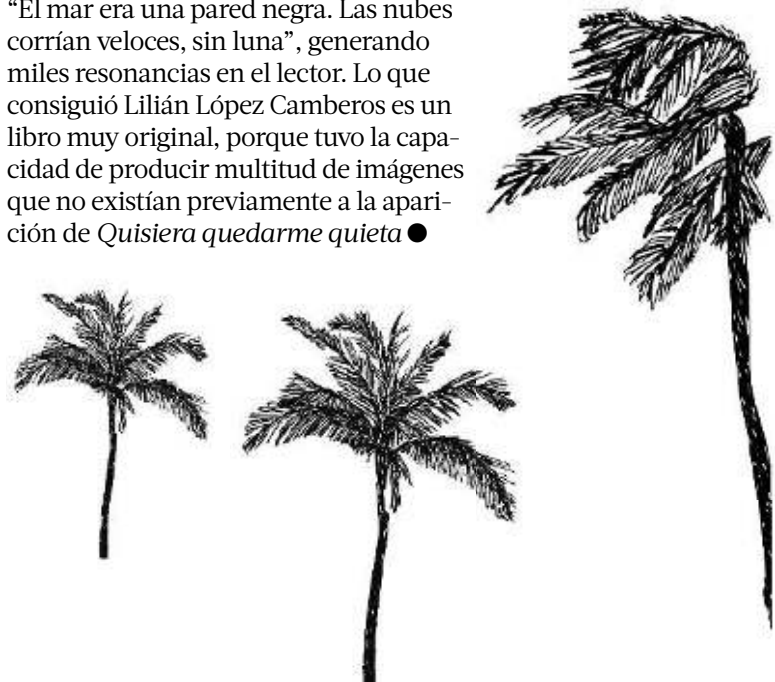 “El mar era una pared negra. Las nubes
corrían veloces, sin luna”, generando
miles resonancias en el lector. Lo que
consiguió Lilián López Camberos es un
libro muy original, porque tuvo la capa-
cidad de producir multitud de imágenes
que no existían previamente a la apari-
ción de Quisiera quedarme quieta ●